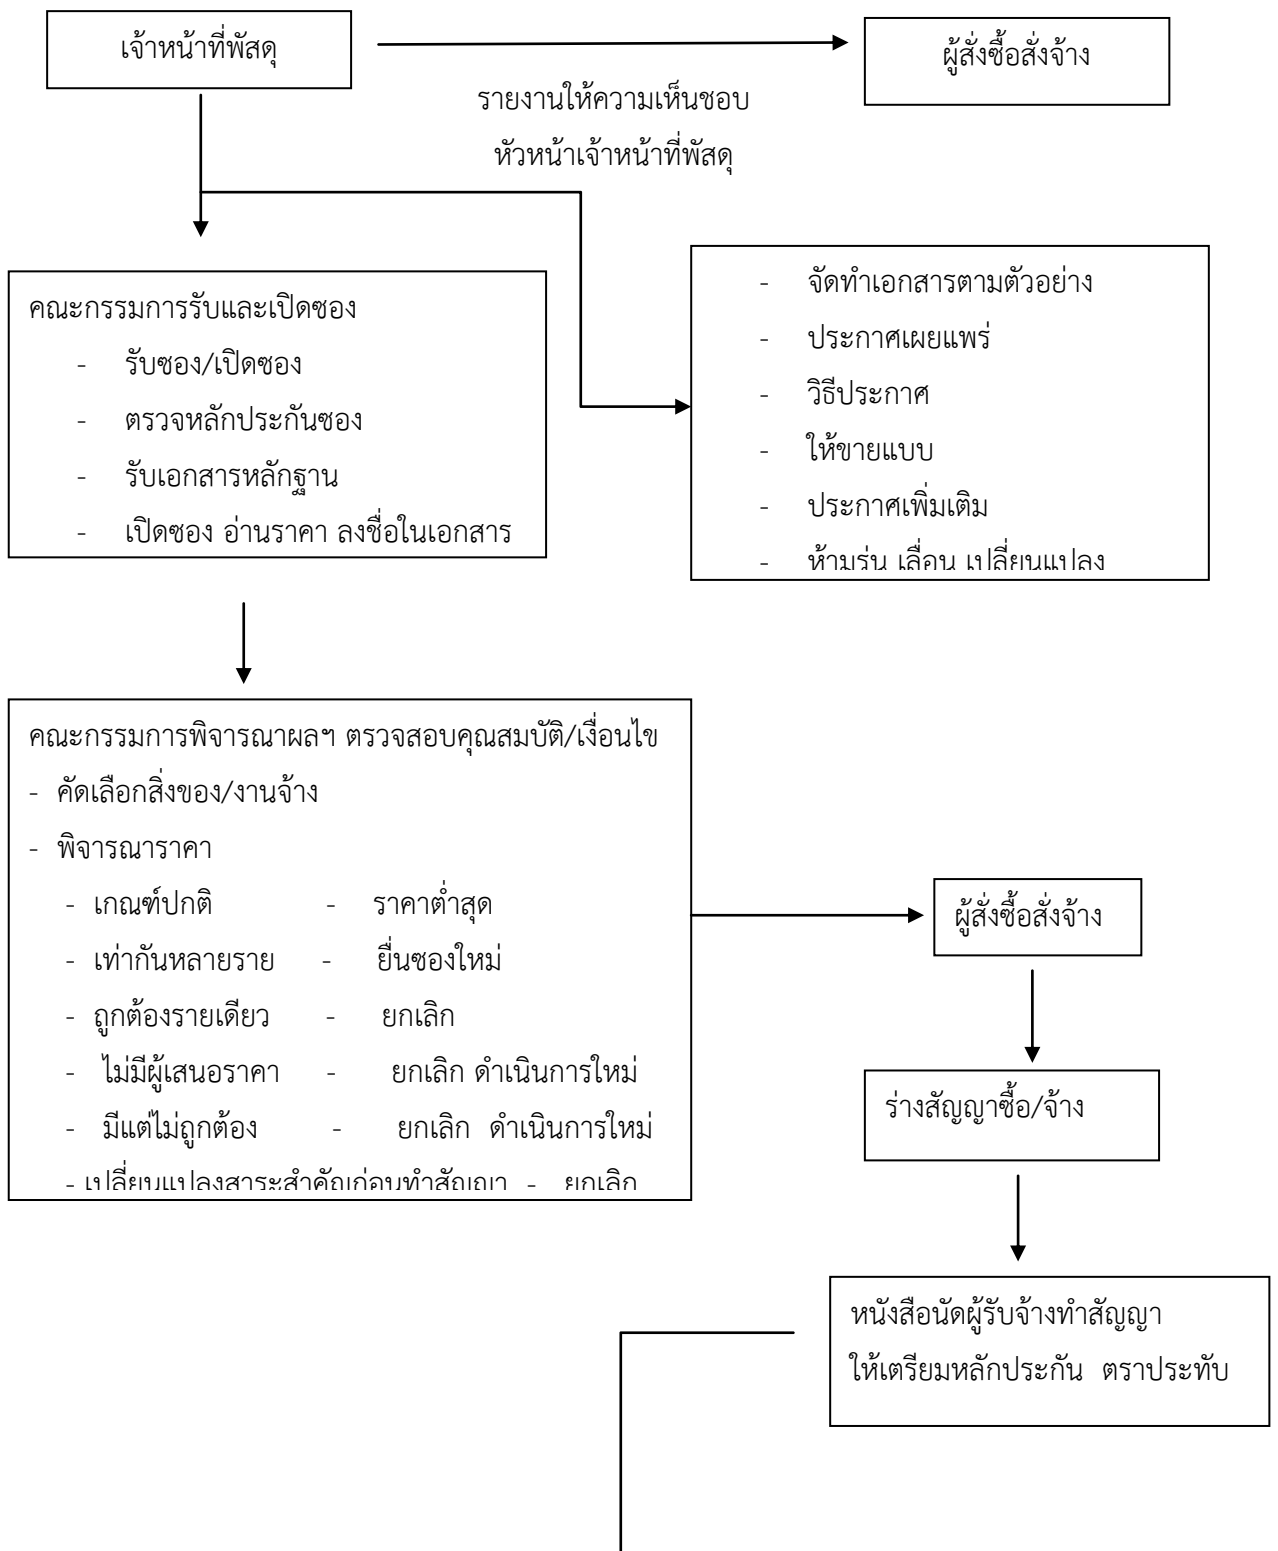 เจ้าหน้าที่พัสดุ
ผู้สั่งซื้อสั่งจ้าง
รายงานให้ความเห็นชอบ
หัวหน้าเจ้าหน้าที่พัสดุ
คณะกรรมการรับและเปิดซอง
- รับซอง/เปิดซอง
- ตรวจหลักประกันซอง
- รับเอกสารหลักฐาน
- เปิดซอง อ่านราคา ลงชื่อในเอกสาร
- จัดทำเอกสารตามตัวอย่าง
- ประกาศเผยแพร่
- วิธีประกาศ
- ให้ขายแบบ
- ประกาศเพิ่มเติม
- ห้ามร่น เลื่อน เปลี่ยนแปลง
คณะกรรมการพิจารณาผลฯ ตรวจสอบคุณสมบัติ/เงื่อนไข
- คัดเลือกสิ่งของ/งานจ้าง
- พิจารณาราคา
- เกณฑ์ปกติ - ราคาต่ำสุด
- เท่ากันหลายราย - ยื่นซองใหม่
- ถูกต้องรายเดียว - ยกเลิก
- ไม่มีผู้เสนอราคา - ยกเลิก ดำเนินการใหม่
- มีแต่ไม่ถูกต้อง - ยกเลิก ดำเนินการใหม่
- เปลี่ยนแปลงสาระสำคัญก่อนทำสัญญา - ยกเลิก
ผู้สั่งซื้อสั่งจ้าง
ร่างสัญญาซื้อ/จ้าง
หนังสือนัดผู้รับจ้างทำสัญญา
ให้เตรียมหลักประกัน ตราประทับ